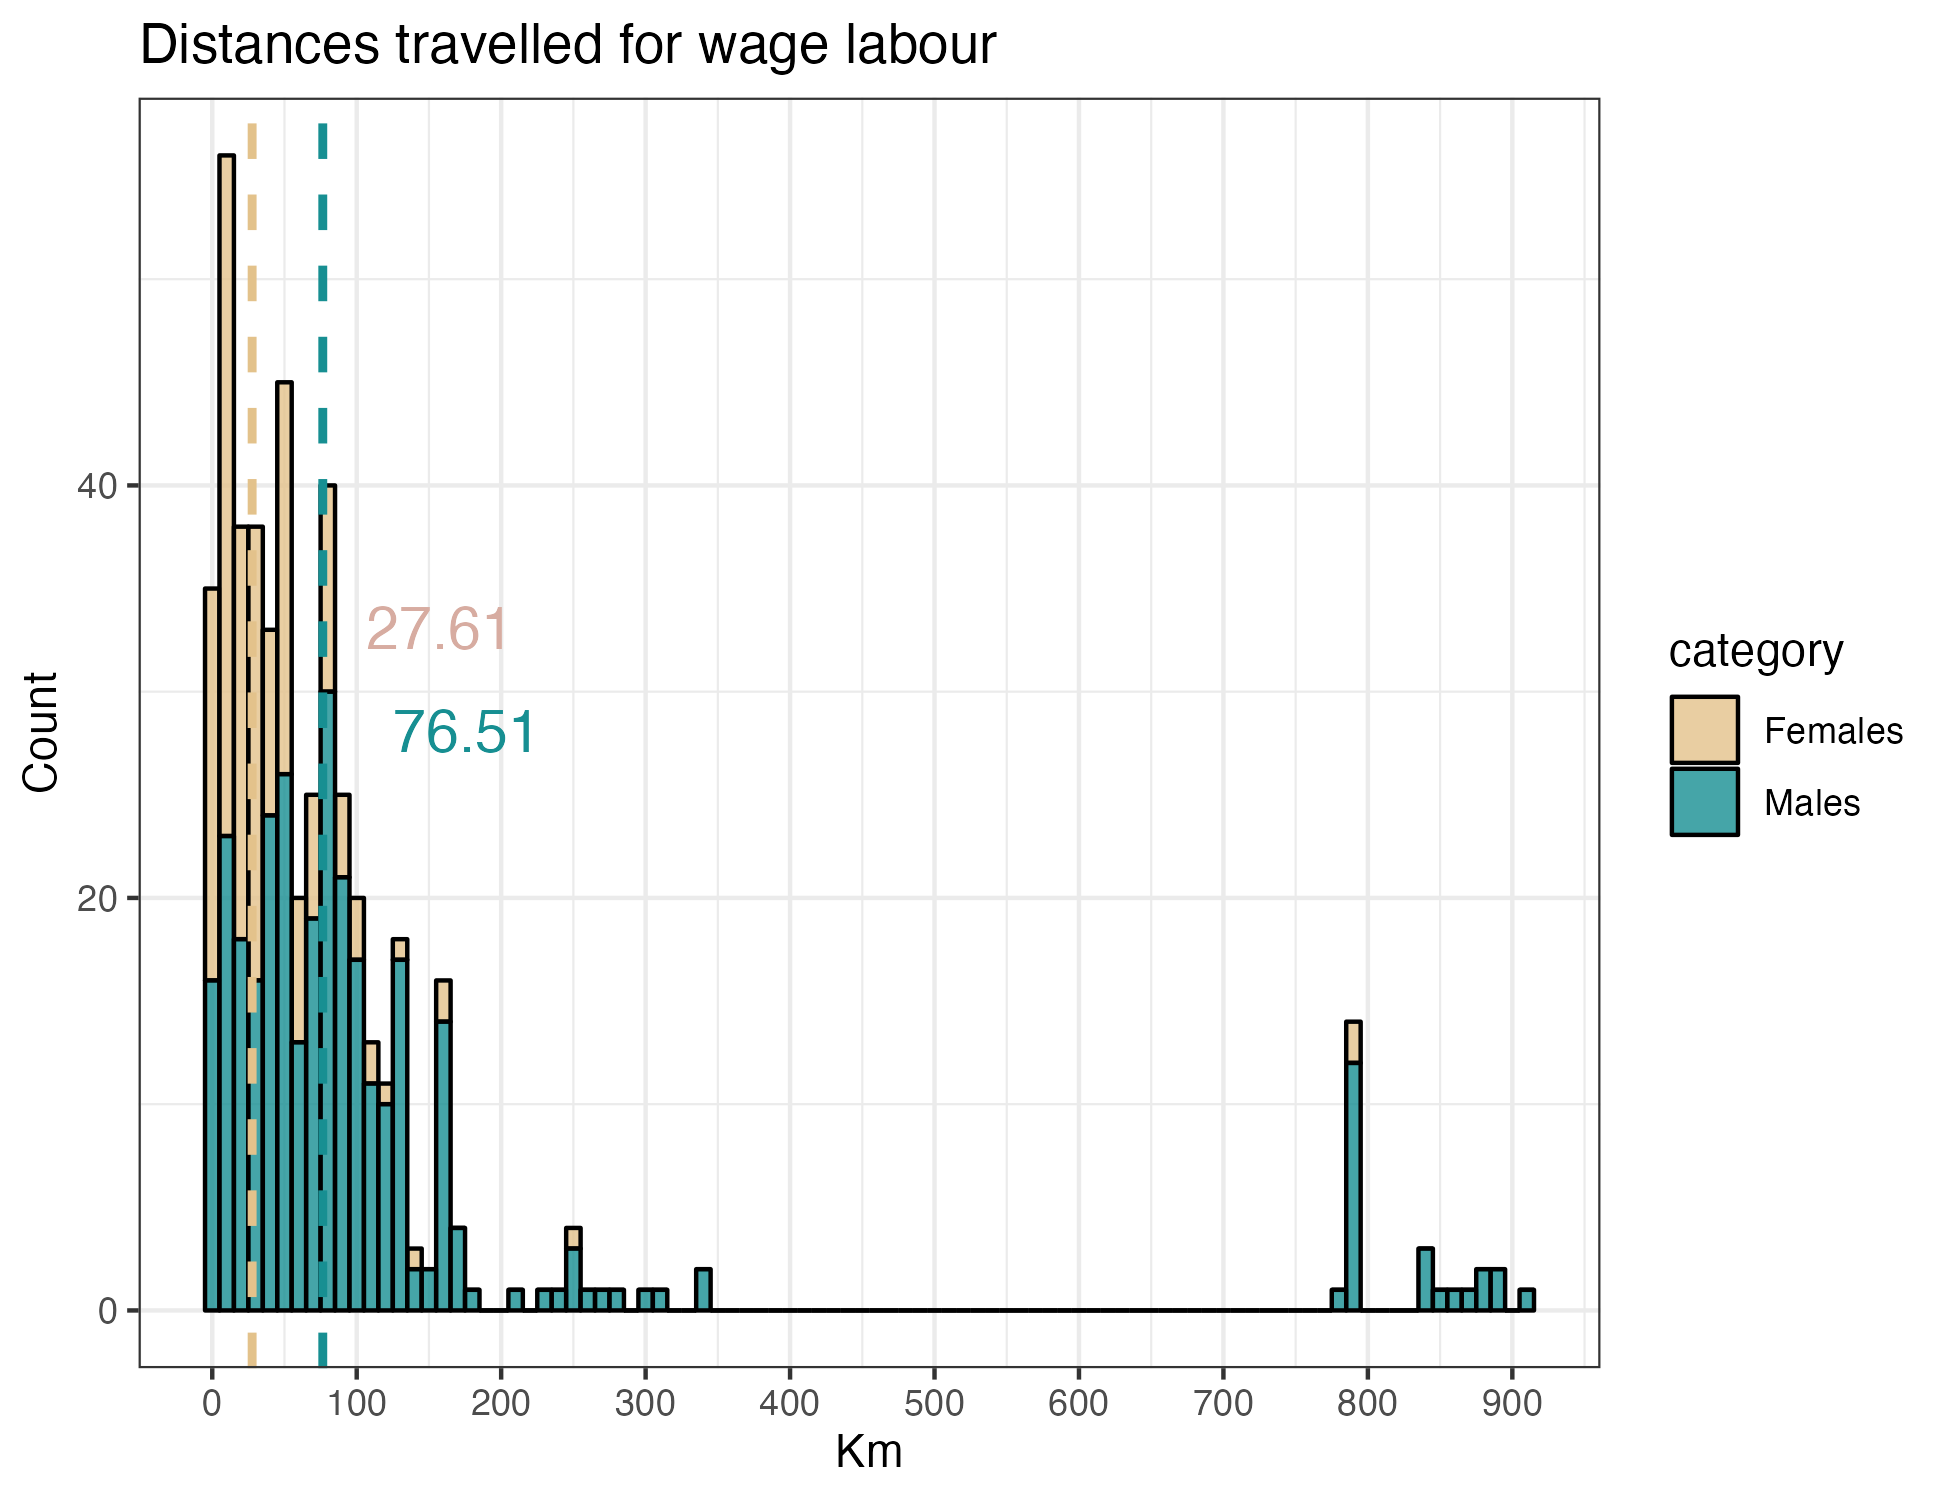 Distances travelled for wage labour
Count
40
20
0
27.61
76.51
0 100 200 300 400 500 600 700 800 900
Km
category
Females
Males